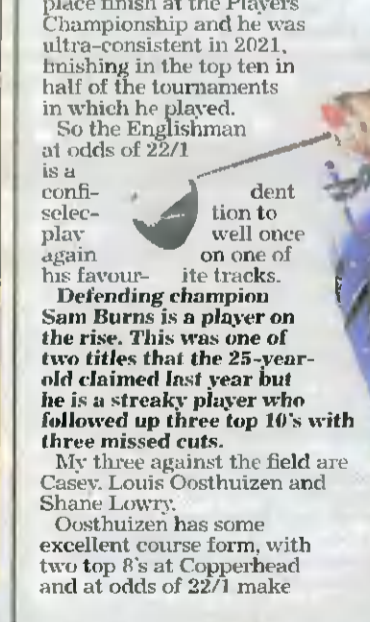 place finish at the Players
Championship and he was
ultra-consistent in 2021,
finishing in the top ten in
half of the tournaments
in which he played.
So the Englishman
at odds of 22/1
is a
confi- dent
selec- tion to
play well once
again on one of
his favour- ite tracks.
Defending champion
Sam Burns is a player on
the rise. This was one of
two titles that the 25-year-
old claimed last year but
he is a streaky player who
followed up three top 10's with
three missed cuts.
My three against the field are
Casey, Louis Oosthuizen and
Shane Lowry.
Oosthuizen has some
excellent course form, with
two top 8's at Copperhead
and at odds of 22/1 make